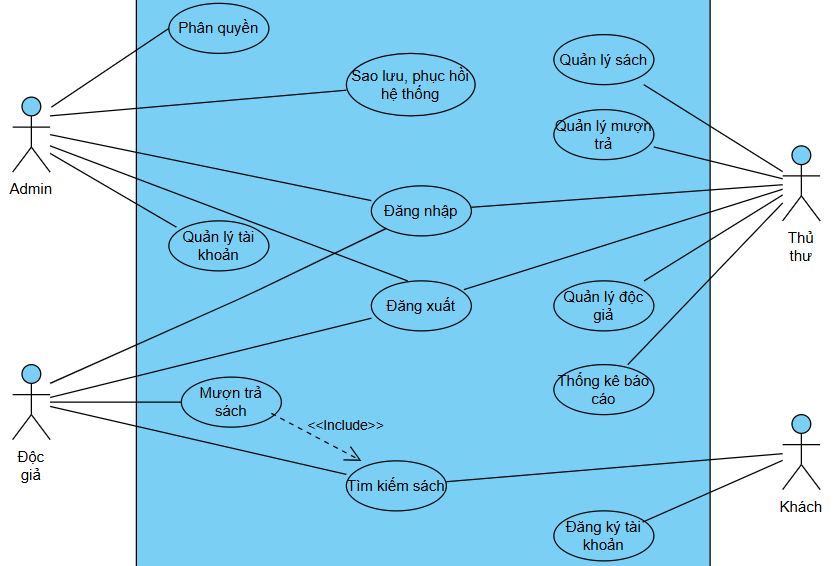 Phân quyền
Sao lưu, phục hồi
hệ thống
Quản lý sách
Quản lý mượn
trả
Admin
Đăng nhập
Quản lý tài
khoản
Thủ
thư
Đăng xuất
Quản lý độc
giả
Mượn trả
sách
Thống kê báo
cáo
<<Include>>
Độc
giả
Tìm kiếm sách
Khách
Đăng ký tài
khoản